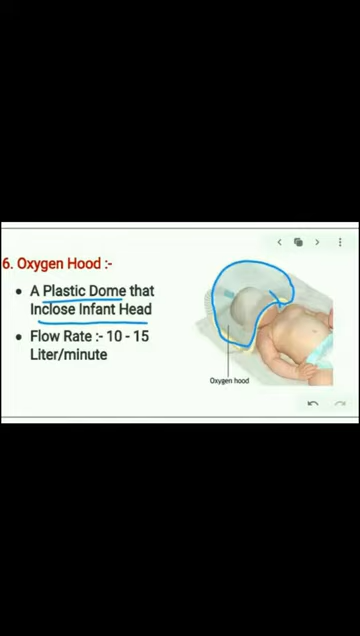 6. Oxygen Hood :-
• A Plastic Dome that
Inclose Infant Head
• Flow Rate :- 10 - 15
Liter/minute
Oxygen hood